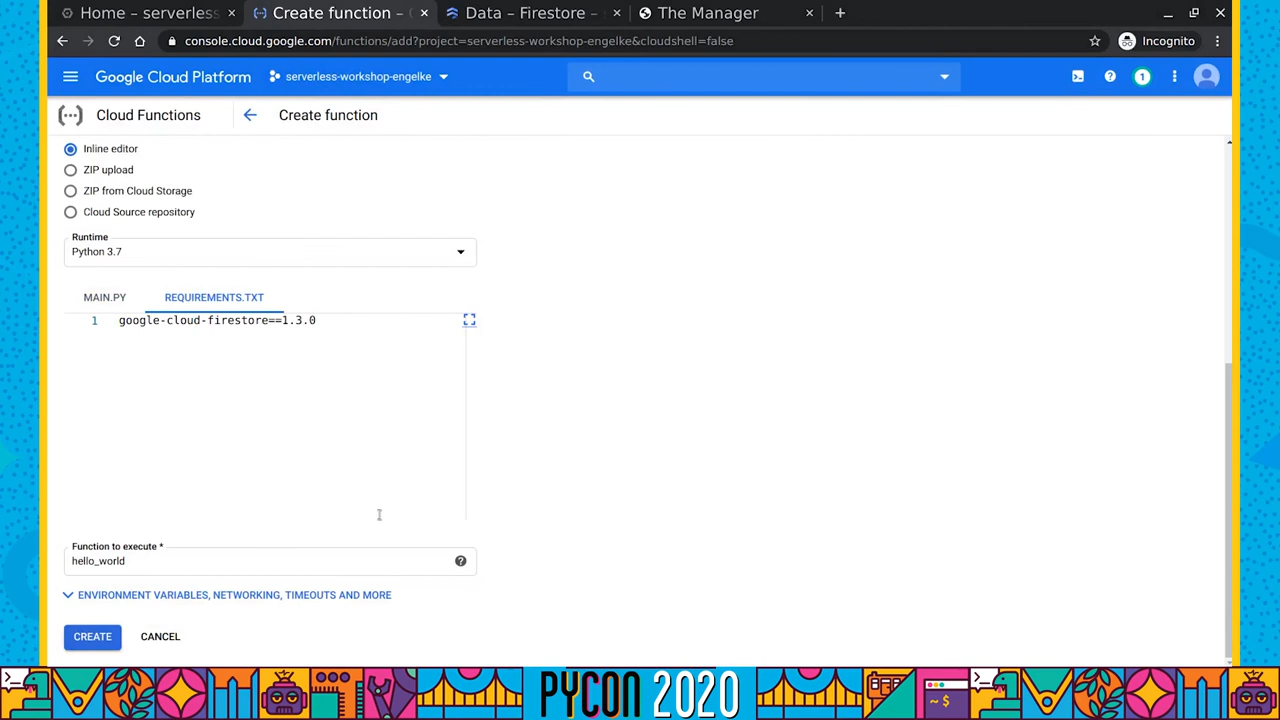 Home – serverless
Create function – (
Data – Firestore –
The Manager
console.cloud.google.com/functions/add?project=serverless-workshop-engelke&cloudshell=false
Incognito
Google Cloud Platform
serverless-workshop-engelke
1
Cloud Functions
Create function
Inline editor
ZIP upload
ZIP from Cloud Storage
Cloud Source repository
Runtime
Python 3.7
MAIN.PY
REQUIREMENTS.TXT
1 google-cloud-firestore==1.3.0
Function to execute *
hello_world
ENVIRONMENT VARIABLES, NETWORKING, TIMEOUTS AND MORE
CREATE
CANCEL
PYCON 2020
~ $